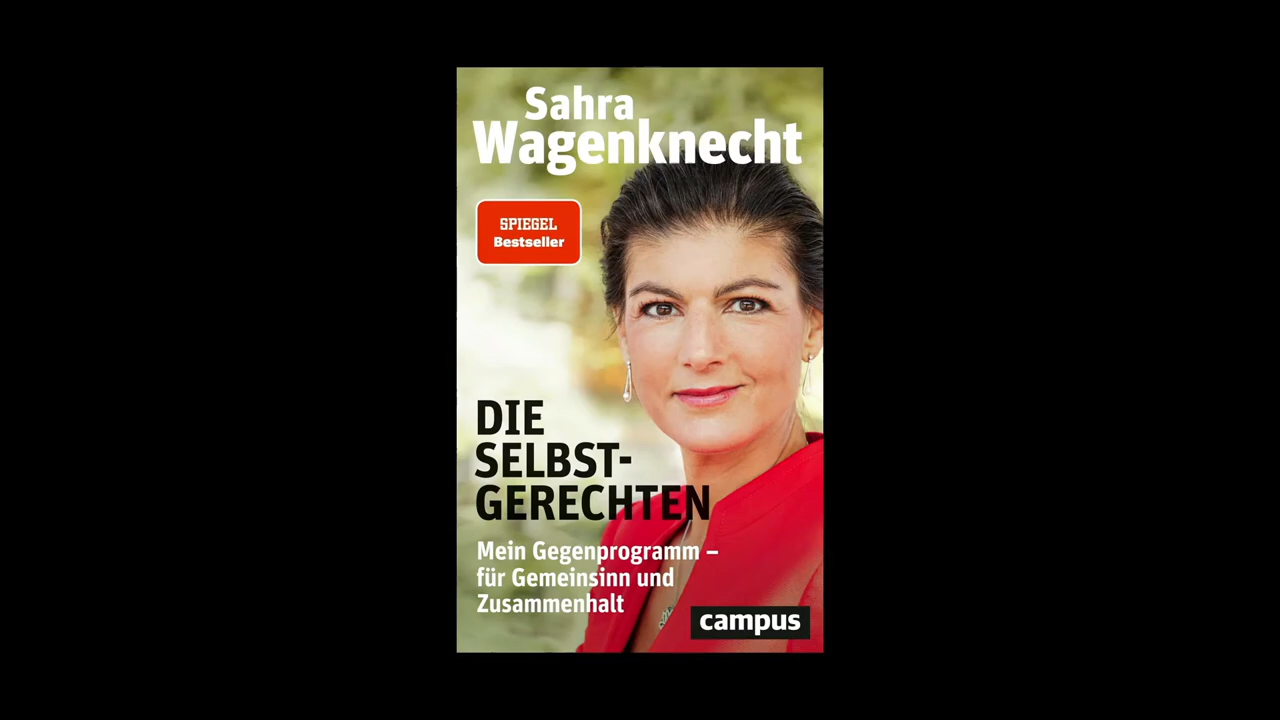 Sahra
Wagenknecht
SPIEGEL
Bestseller
DIE
SELBST-
GERECHTEN
Mein Gegenprogramm –
für Gemeinsinn und
Zusammenhalt
campus